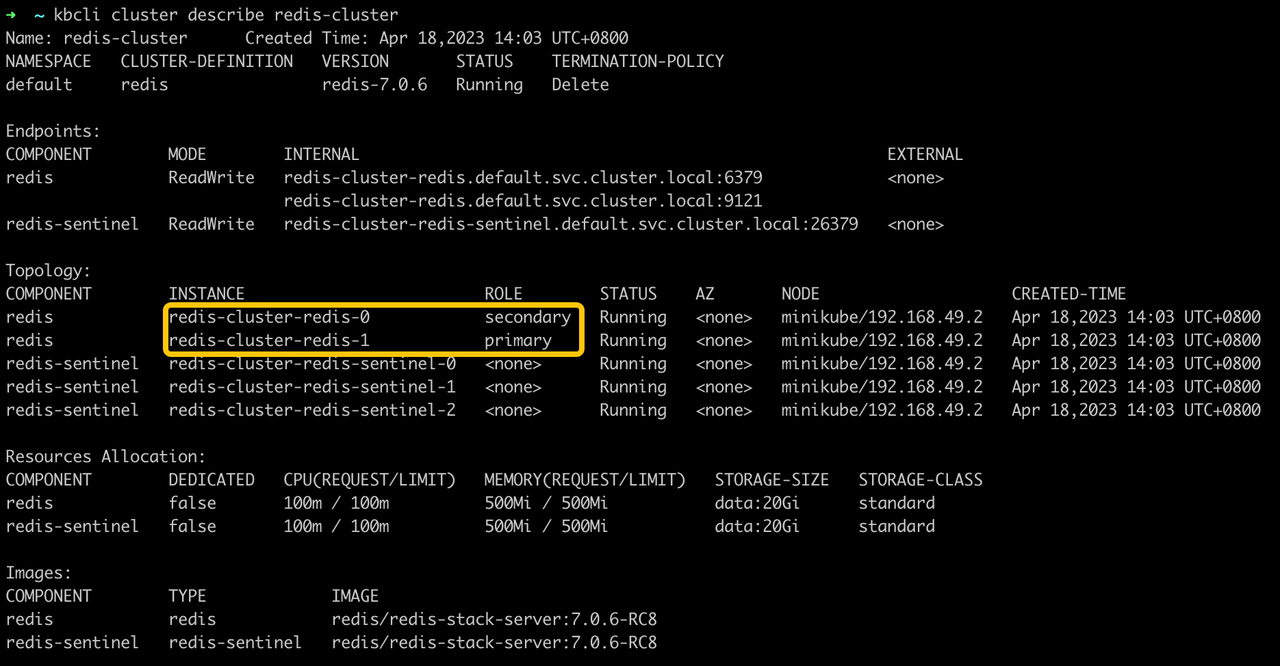 ➜  ~ kbcli cluster describe redis-cluster
Name: redis-cluster      Created Time: Apr 18,2023 14:03 UTC+0800
NAMESPACE   CLUSTER-DEFINITION   VERSION       STATUS    TERMINATION-POLICY
default     redis                redis-7.0.6   Running   Delete

Endpoints:
COMPONENT        MODE        INTERNAL                                                       EXTERNAL
redis            ReadWrite   redis-cluster-redis.default.svc.cluster.local:6379             <none>
                             redis-cluster-redis.default.svc.cluster.local:9121
redis-sentinel   ReadWrite   redis-cluster-redis-sentinel.default.svc.cluster.local:26379   <none>

Topology:
COMPONENT        INSTANCE                         ROLE        STATUS    AZ       NODE                    CREATED-TIME
redis            redis-cluster-redis-0            secondary   Running   <none>   minikube/192.168.49.2   Apr 18,2023 14:03 UTC+0800
redis            redis-cluster-redis-1            primary     Running   <none>   minikube/192.168.49.2   Apr 18,2023 14:03 UTC+0800
redis-sentinel   redis-cluster-redis-sentinel-0   <none>      Running   <none>   minikube/192.168.49.2   Apr 18,2023 14:03 UTC+0800
redis-sentinel   redis-cluster-redis-sentinel-1   <none>      Running   <none>   minikube/192.168.49.2   Apr 18,2023 14:03 UTC+0800
redis-sentinel   redis-cluster-redis-sentinel-2   <none>      Running   <none>   minikube/192.168.49.2   Apr 18,2023 14:03 UTC+0800

Resources Allocation:
COMPONENT        DEDICATED   CPU(REQUEST/LIMIT)   MEMORY(REQUEST/LIMIT)   STORAGE-SIZE   STORAGE-CLASS
redis            false       100m / 100m          500Mi / 500Mi           data:20Gi      standard
redis-sentinel   false       100m / 100m          500Mi / 500Mi           data:20Gi      standard

Images:
COMPONENT        TYPE             IMAGE
redis            redis            redis/redis-stack-server:7.0.6-RC8
redis-sentinel   redis-sentinel   redis/redis-stack-server:7.0.6-RC8